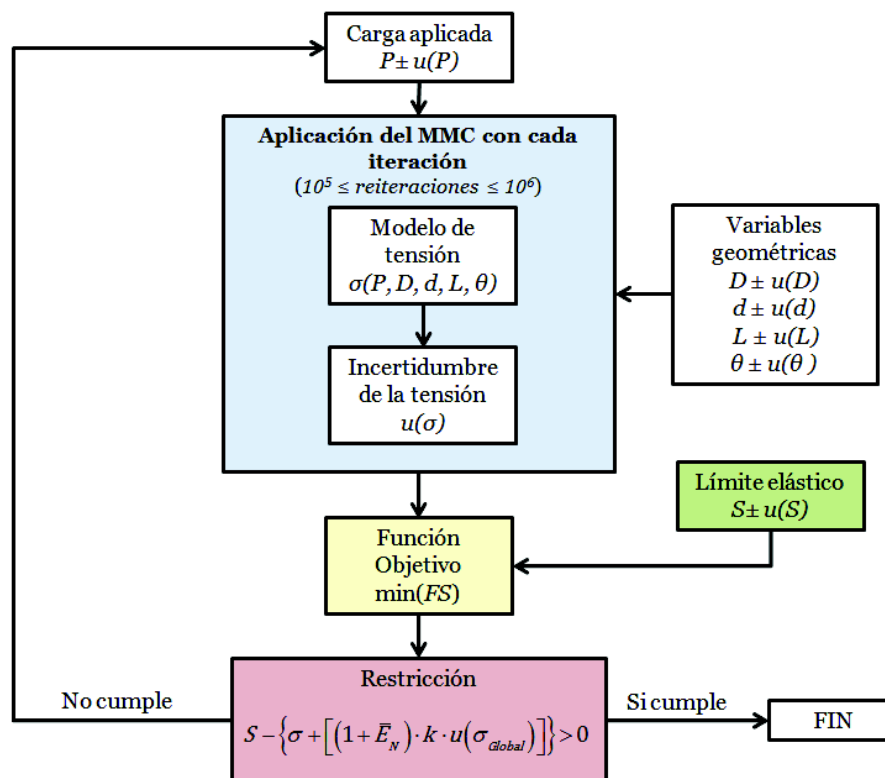 Carga aplicada
P± u(P)
Aplicación del MMC con cada
iteración
(10⁵ ≤ reiteraciones ≤ 10⁶)
Modelo de
tensión
σ(P, D, d, L, θ)
Incertidumbre
de la tensión
u(σ)
Variables
geométricas
D ± u(D)
d ± u(d)
L ± u(L)
θ ± u(θ )
Límite elástico
S± u(S)
Función
Objetivo
min(FS)
No cumple
Restricción
S − {σ + [(1 + E̅_N) · k · u(σ_Global)]} > 0
Si cumple
FIN